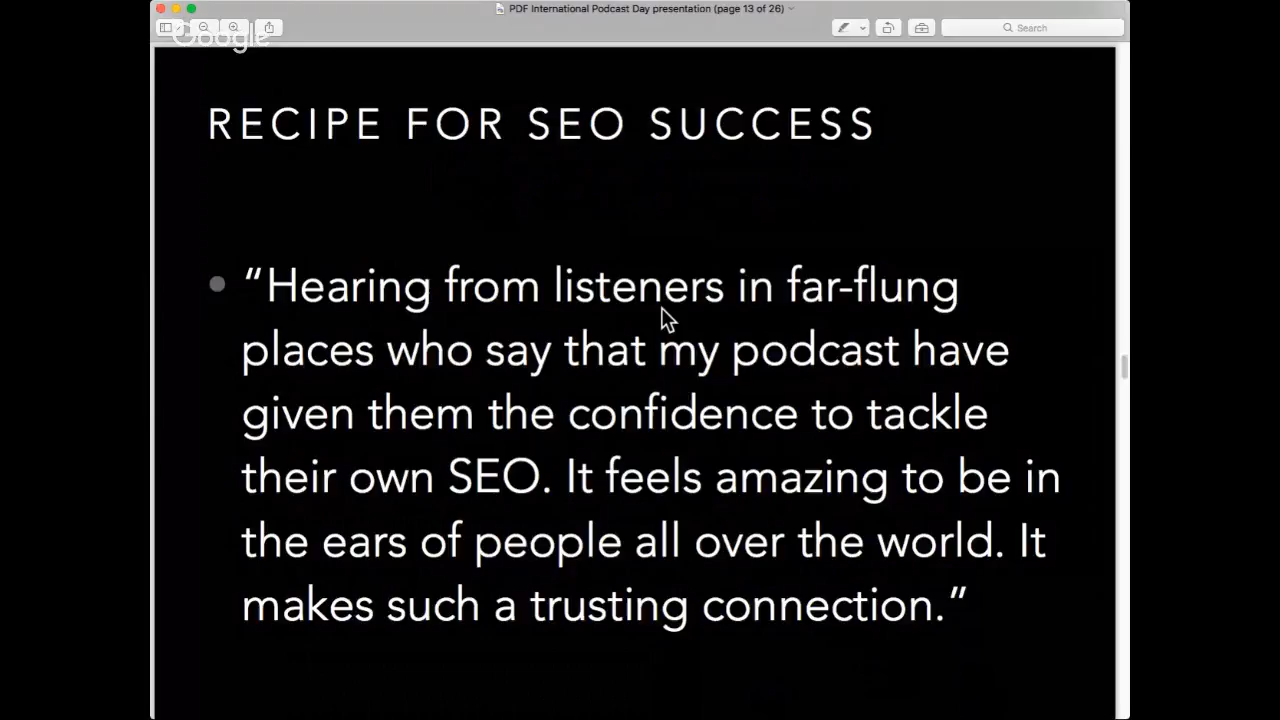 PDF International Podcast Day presentation (page 13 of 26)
Google
Search
RECIPE FOR SEO SUCCESS
“Hearing from listeners in far-flung
places who say that my podcast have
given them the confidence to tackle
their own SEO. It feels amazing to be in
the ears of people all over the world. It
makes such a trusting connection.”